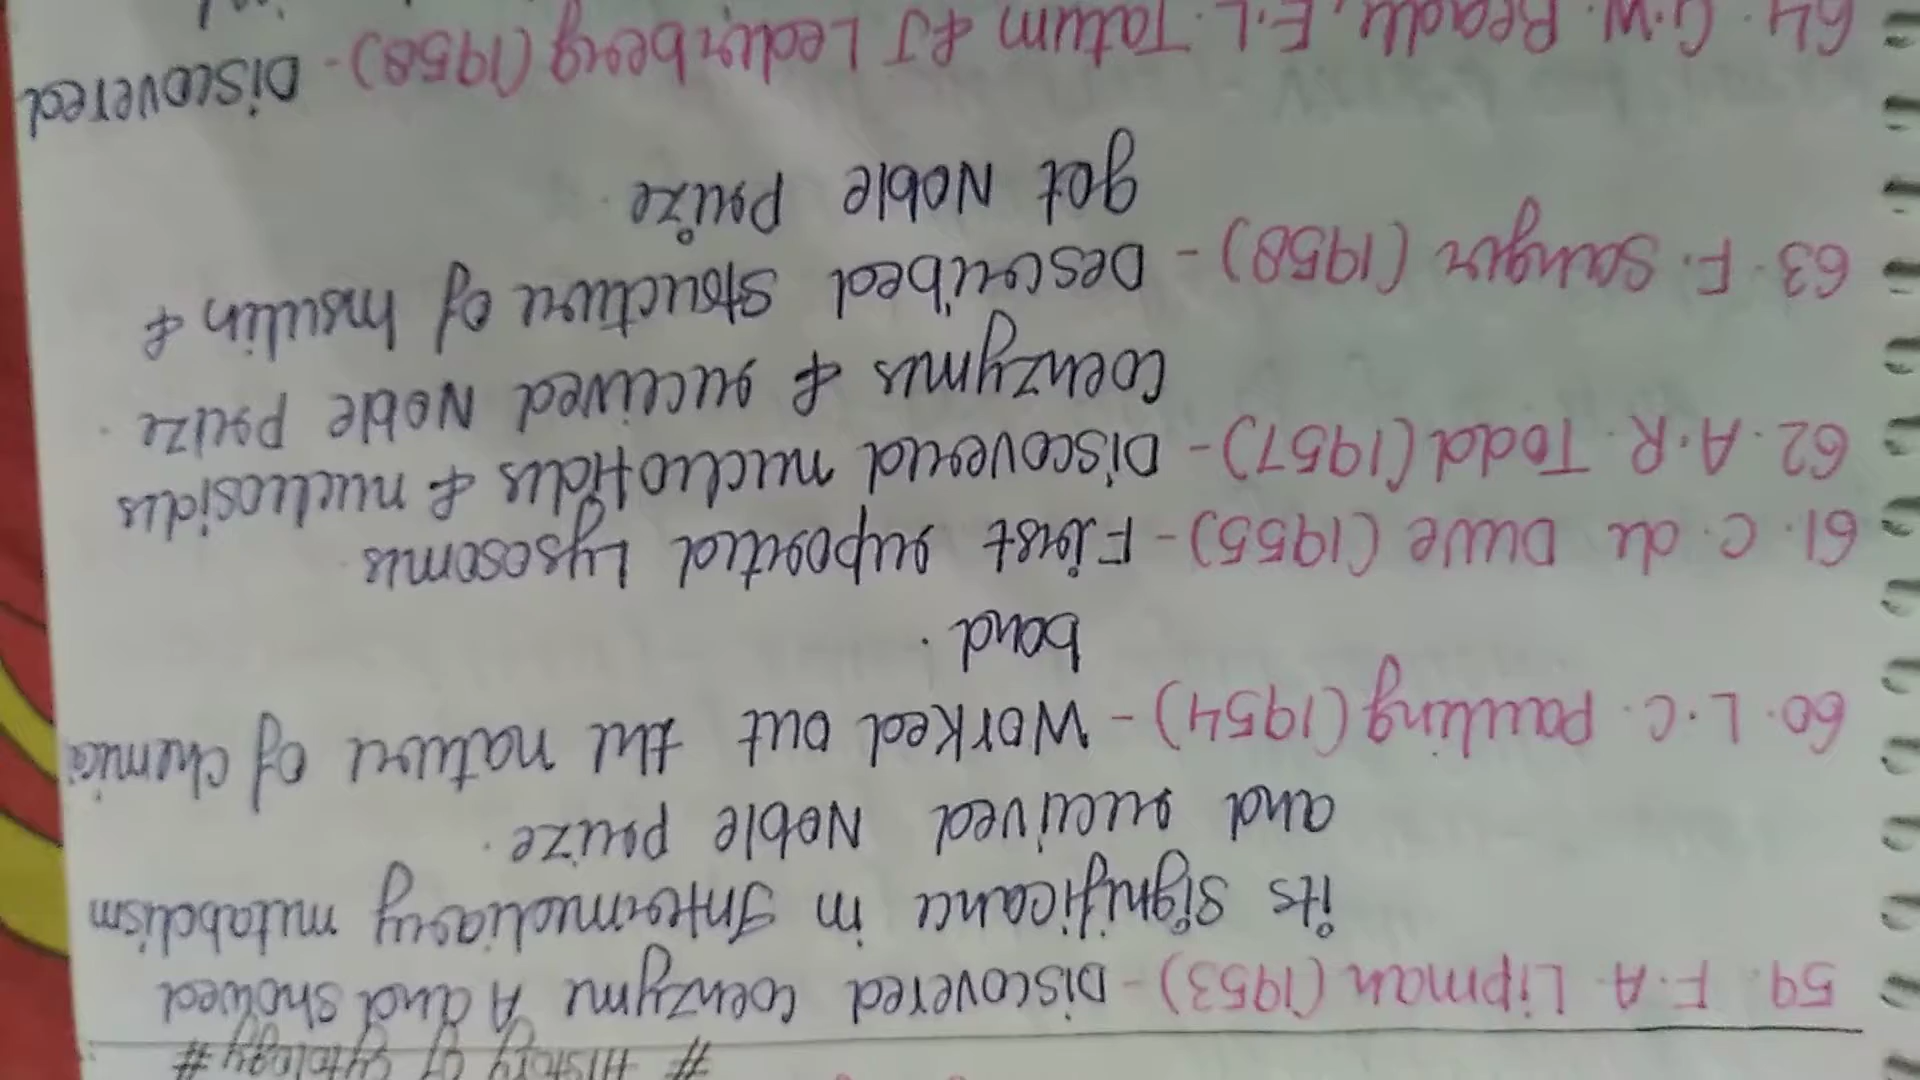 # History of cytology #
59. F.A. Lipman (1953) - Discovered Coenzyme A and showed
its significance in Intermediary metabolism
and received Noble prize.
60. L.C. Pauling (1954) - Worked out the nature of chemica
bond.
61. C. de Duve (1955) - First reported Lysosomes
62. A.R. Todd (1957) - Discovered nucleotides & nucleosides
Coenzymes & received Noble prize.
63. F. Sanger (1958) - Described structure of Insulin &
got Noble prize.
64. G.W. Beadle, E.L. Tatum & J Lederberg (1958) - Discovered